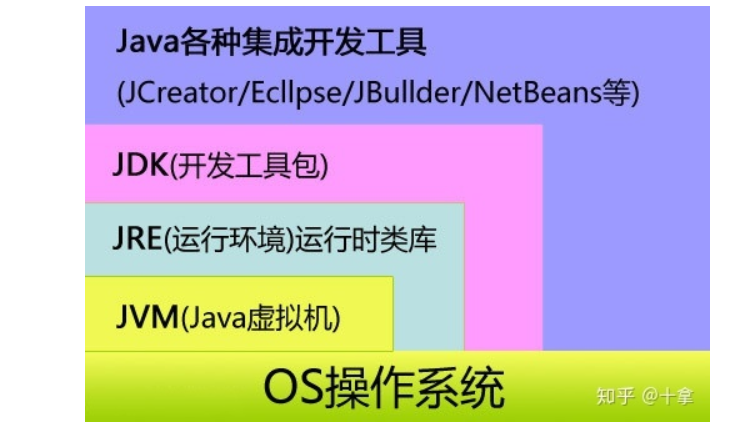 Java各种集成开发工具
(JCreator/Ecllpse/JBullder/NetBeans等)
JDK(开发工具包)
JRE(运行环境)运行时类库
JVM(Java虚拟机)
OS操作系统
知乎 @十拿